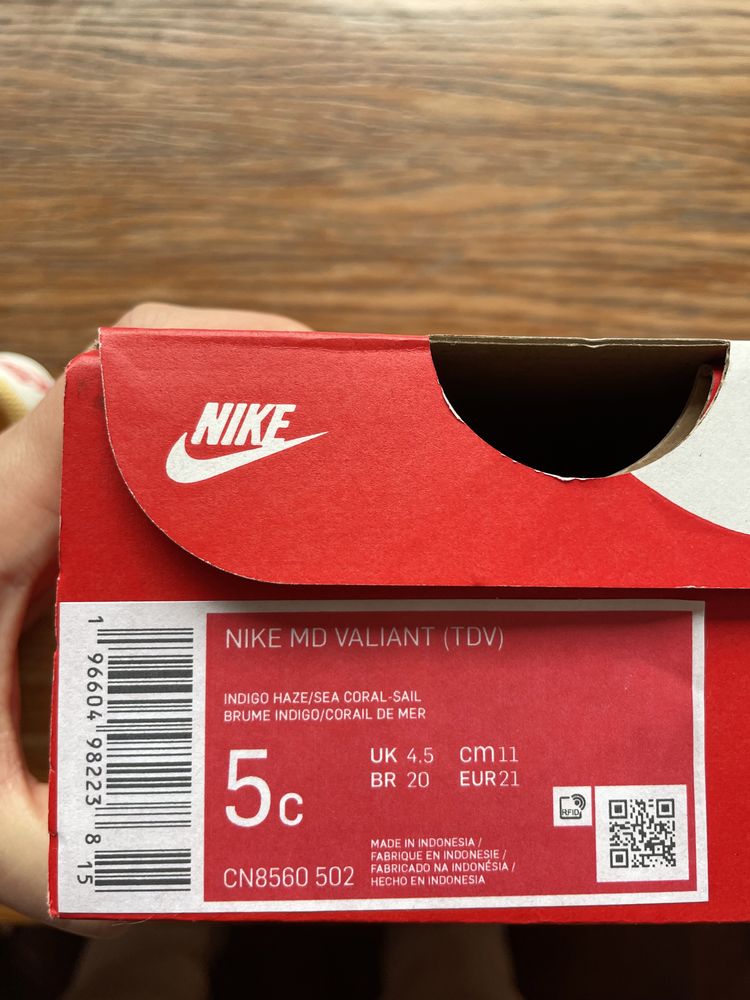 NIKE
NIKE MD VALIANT (TDV)
INDIGO HAZE/SEA CORAL-SAIL
BRUME INDIGO/CORAIL DE MER
5c
UK 4.5 cm 11
BR 20 EUR 21
RFID
MADE IN INDONESIA /
FABRIQUE EN INDONESIE /
FABRICADO NA INDONÉSIA /
HECHO EN INDONESIA
CN8560 502
1 96604 98223 8 15